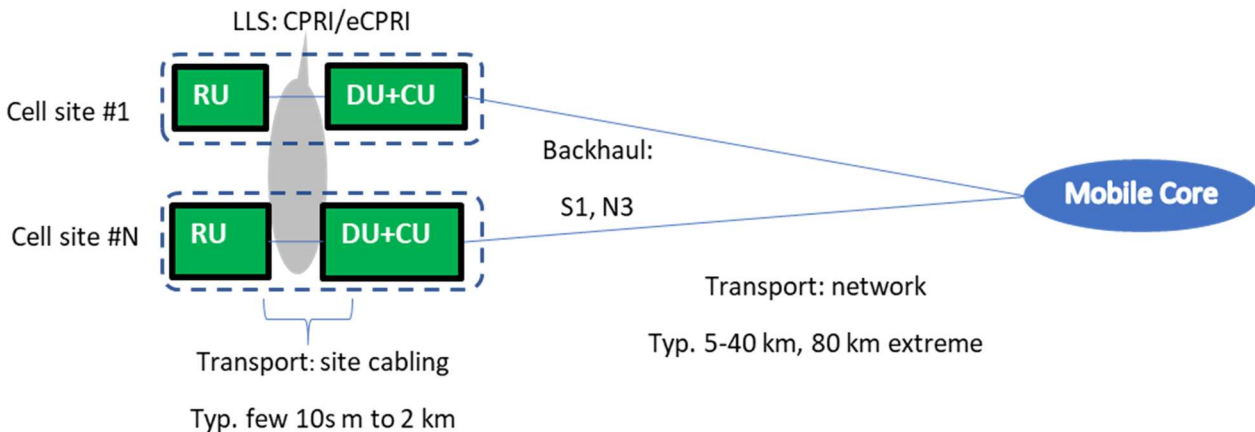 LLS: CPRI/eCPRI
Cell site #1
RU
DU+CU
Backhaul:
S1, N3
Mobile Core
Cell site #N
RU
DU+CU
Transport: network
Typ. 5-40 km, 80 km extreme
Transport: site cabling
Typ. few 10s m to 2 km